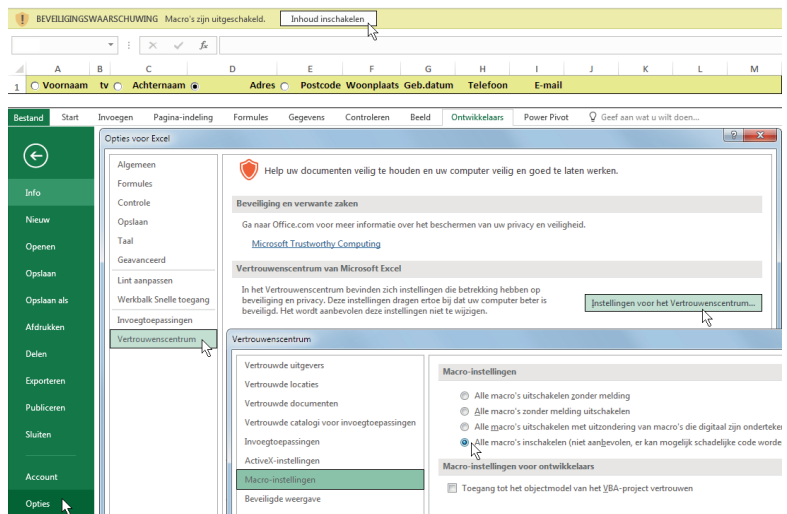 BEVEILIGINGSWAARSCHUWING Macro's zijn uitgeschakeld. Inhoud inschakelen
fx
A B C D E F G H I J K L M
1 Voornaam tv Achternaam Adres Postcode Woonplaats Geb.datum Telefoon E-mail
Bestand Start Invoegen Pagina-indeling Formules Gegevens Controleren Beeld Ontwikkelaars Power Pivot Geef aan wat u wilt doen...
Info
Nieuw
Openen
Opslaan
Opslaan als
Afdrukken
Delen
Exporteren
Publiceren
Sluiten
Account
Opties
Opties voor Excel
Algemeen
Formules
Controle
Opslaan
Taal
Geavanceerd
Lint aanpassen
Werkbalk Snelle toegang
Invoegtoepassingen
Vertrouwenscentrum
Help uw documenten veilig te houden en uw computer veilig en goed te laten werken.
Beveiliging en verwante zaken
Ga naar Office.com voor meer informatie over het beschermen van uw privacy en veiligheid.
Microsoft Trustworthy Computing
Vertrouwenscentrum van Microsoft Excel
In het Vertrouwenscentrum bevinden zich instellingen die betrekking hebben op
beveiliging en privacy. Deze instellingen dragen ertoe bij dat uw computer beter is
beveiligd. Het wordt aanbevolen deze instellingen niet te wijzigen.
Instellingen voor het Vertrouwenscentrum...
Vertrouwenscentrum
Vertrouwde uitgevers
Vertrouwde locaties
Vertrouwde documenten
Vertrouwde catalogi voor invoegtoepassingen
Invoegtoepassingen
ActiveX-instellingen
Macro-instellingen
Beveiligde weergave
Macro-instellingen
Alle macro's uitschakelen zonder melding
Alle macro's zonder melding uitschakelen
Alle macro's uitschakelen met uitzondering van macro's die digitaal zijn onderteke
Alle macro's inschakelen (niet aanbevolen, er kan mogelijk schadelijke code worde
Macro-instellingen voor ontwikkelaars
Toegang tot het objectmodel van het VBA-project vertrouwen